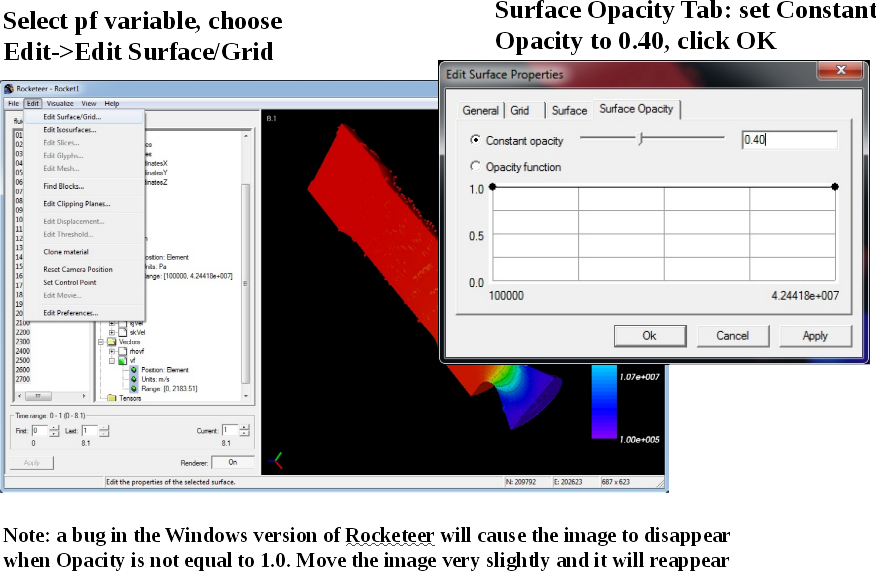 Select pf variable, choose
Edit->Edit Surface/Grid
Surface Opacity Tab: set Constant
Opacity to 0.40, click OK
Rocketeer - Rocket1
File Edit Visualize View Help
Edit Surface/Grid...
Edit Isosurfaces...
Edit Slices...
Edit Glyphs...
Edit Mesh...
Find Blocks...
Edit Clipping Planes...
Edit Displacement...
Edit Threshold...
Clone material
Reset Camera Position
Set Control Point
Edit Movie...
Edit Preferences...
flui
01
02
03
04
05
06
07
08
09
10
11
12
13
14
15
16
17
18
19
20
2100
2200
2300
2400
2500
2600
2700
dinatesX
dinatesY
dinatesZ
osition: Element
nits: Pa
ange: [100000, 4.24418e+007]
skVel
Vectors
rhovf
vf
Position: Element
Units: m/s
Range: [0, 2183.51]
Tensors
Time range: 0 - 1 (0 - 8.1)
First: 0 Last: 1 Current: 1
0 8.1 8.1
Apply Renderer: On
Edit the properties of the selected surface. N: 209792 E: 202623 687 x 623
8.1
1.07e+007
1.00e+005
Edit Surface Properties
General Grid Surface Surface Opacity
Constant opacity 0.40
Opacity function
1.0
0.5
0.0
100000 4.24418e+007
Ok Cancel Apply
Note: a bug in the Windows version of Rocketeer will cause the image to disappear
when Opacity is not equal to 1.0. Move the image very slightly and it will reappear